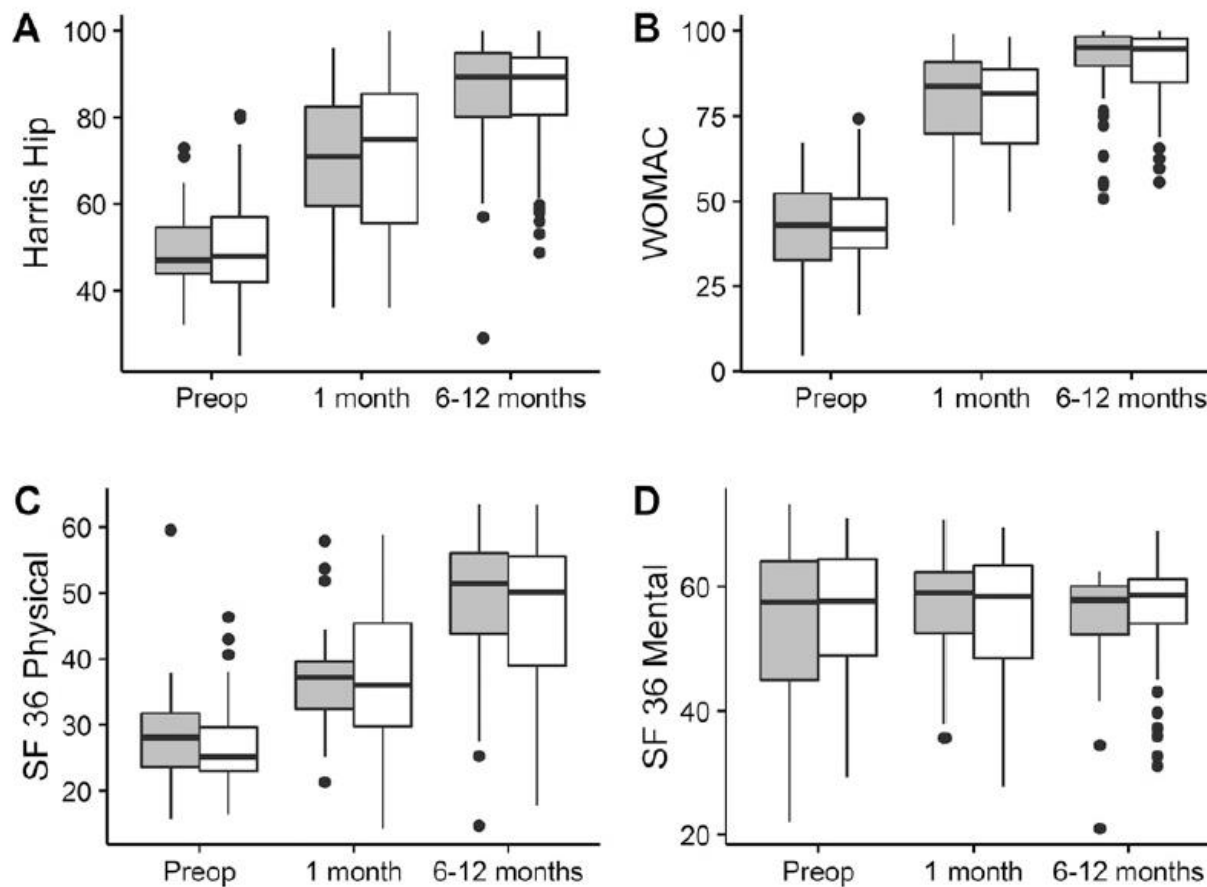 A
Harris Hip
100
80
60
40
Preop
1 month
6-12 months
B
WOMAC
100
75
50
25
0
Preop
1 month
6-12 months
C
SF 36 Physical
60
50
40
30
20
Preop
1 month
6-12 months
D
SF 36 Mental
60
40
20
Preop
1 month
6-12 months